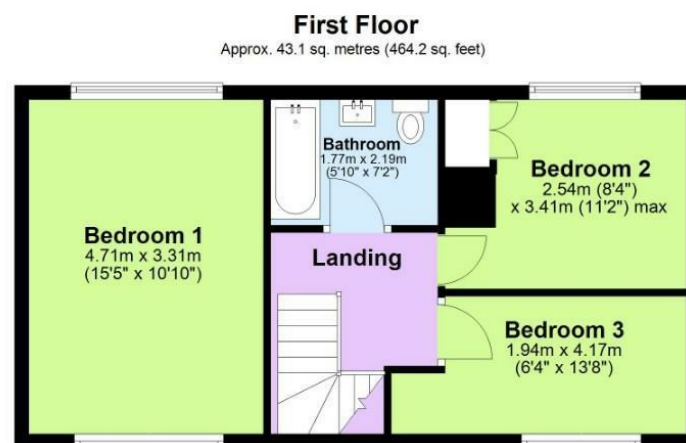 First Floor
Approx. 43.1 sq. metres (464.2 sq. feet)
Bathroom
1.77m x 2.19m
(5'10" x 7'2")
Bedroom 2
2.54m (8'4")
x 3.41m (11'2") max
Bedroom 1
4.71m x 3.31m
(15'5" x 10'10")
Landing
Bedroom 3
1.94m x 4.17m
(6'4" x 13'8")